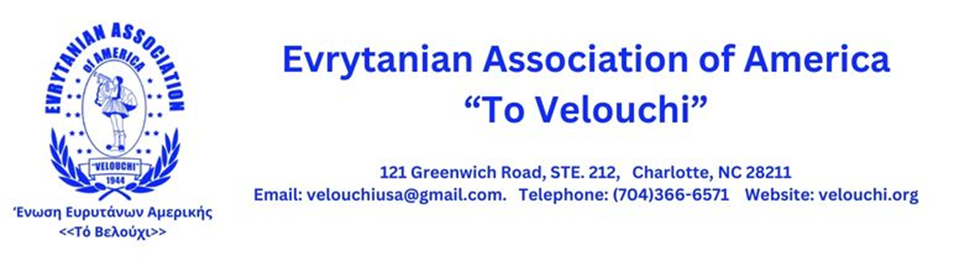 EVRYTANIAN ASSOCIATION
of AMERICA
"VELOUCHI"
1944
Ένωση Ευρυτάνων Αμερικής
<<Τό Βελούχι>>
Evrytanian Association of America
“To Velouchi”
121 Greenwich Road, STE. 212, Charlotte, NC 28211
Email: velouchiusa@gmail.com. Telephone: (704)366-6571 Website: velouchi.org